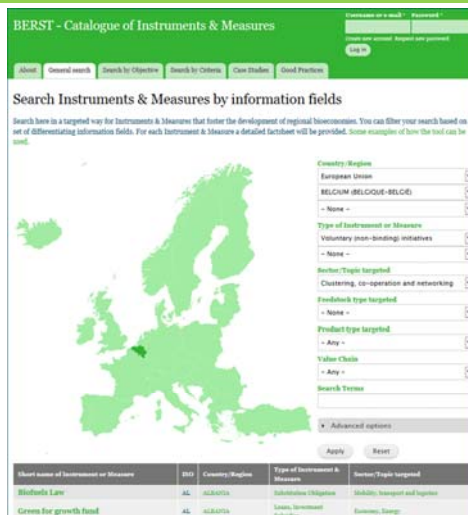 BERST - Catalogue of Instruments & Measures
Username or e-mail * Password *
Create new account Request new password
Log in
About General search Search by Objective Search by Criteria Case Studies Good Practices
Search Instruments & Measures by information fields
Search here in a targeted way for Instruments & Measures that foster the development of regional bioeconomies. You can filter your search based on
set of differentiating information fields. For each Instrument & Measure a detailed factsheet will be provided. Some examples of how the tool can be
used.
Country/Region
European Union
BELGIUM (BELGIQUE-BELGIË)
- None -
Type of Instrument or Measure
Voluntary (non-binding) initiatives
- None -
Sector/Topic targeted
Clustering, co-operation and networking
Feedstock type targeted
- None -
Product type targeted
- Any -
Value Chain
- Any -
Search Terms
Advanced options
Apply Reset
Short name of Instrument or Measure ISO Country/Region Type of Instrument & Measure Sector/Topic targeted
Biofuels Law AL ALBANIA Substitution Obligation Mobility, transport and logistics
Green for growth fund AL ALBANIA Loans, Investment Economy, Energy